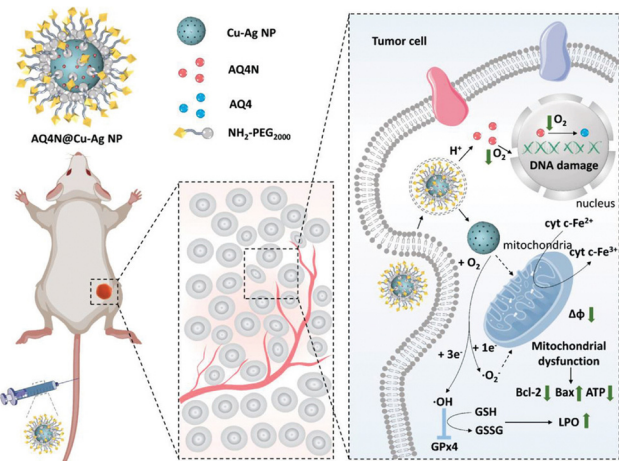 AQ4N@Cu-Ag NP
Cu-Ag NP
AQ4N
AQ4
NH2-PEG2000
Tumor cell
H+
O2
O2
DNA damage
nucleus
cyt c-Fe2+
mitochondria
cyt c-Fe3+
+ O2
Δϕ
+ 3e-
+ 1e-
·O2-
Mitochondrial
dysfunction
Bcl-2 Bax ATP
·OH
GSH
GSSG
LPO
GPx4